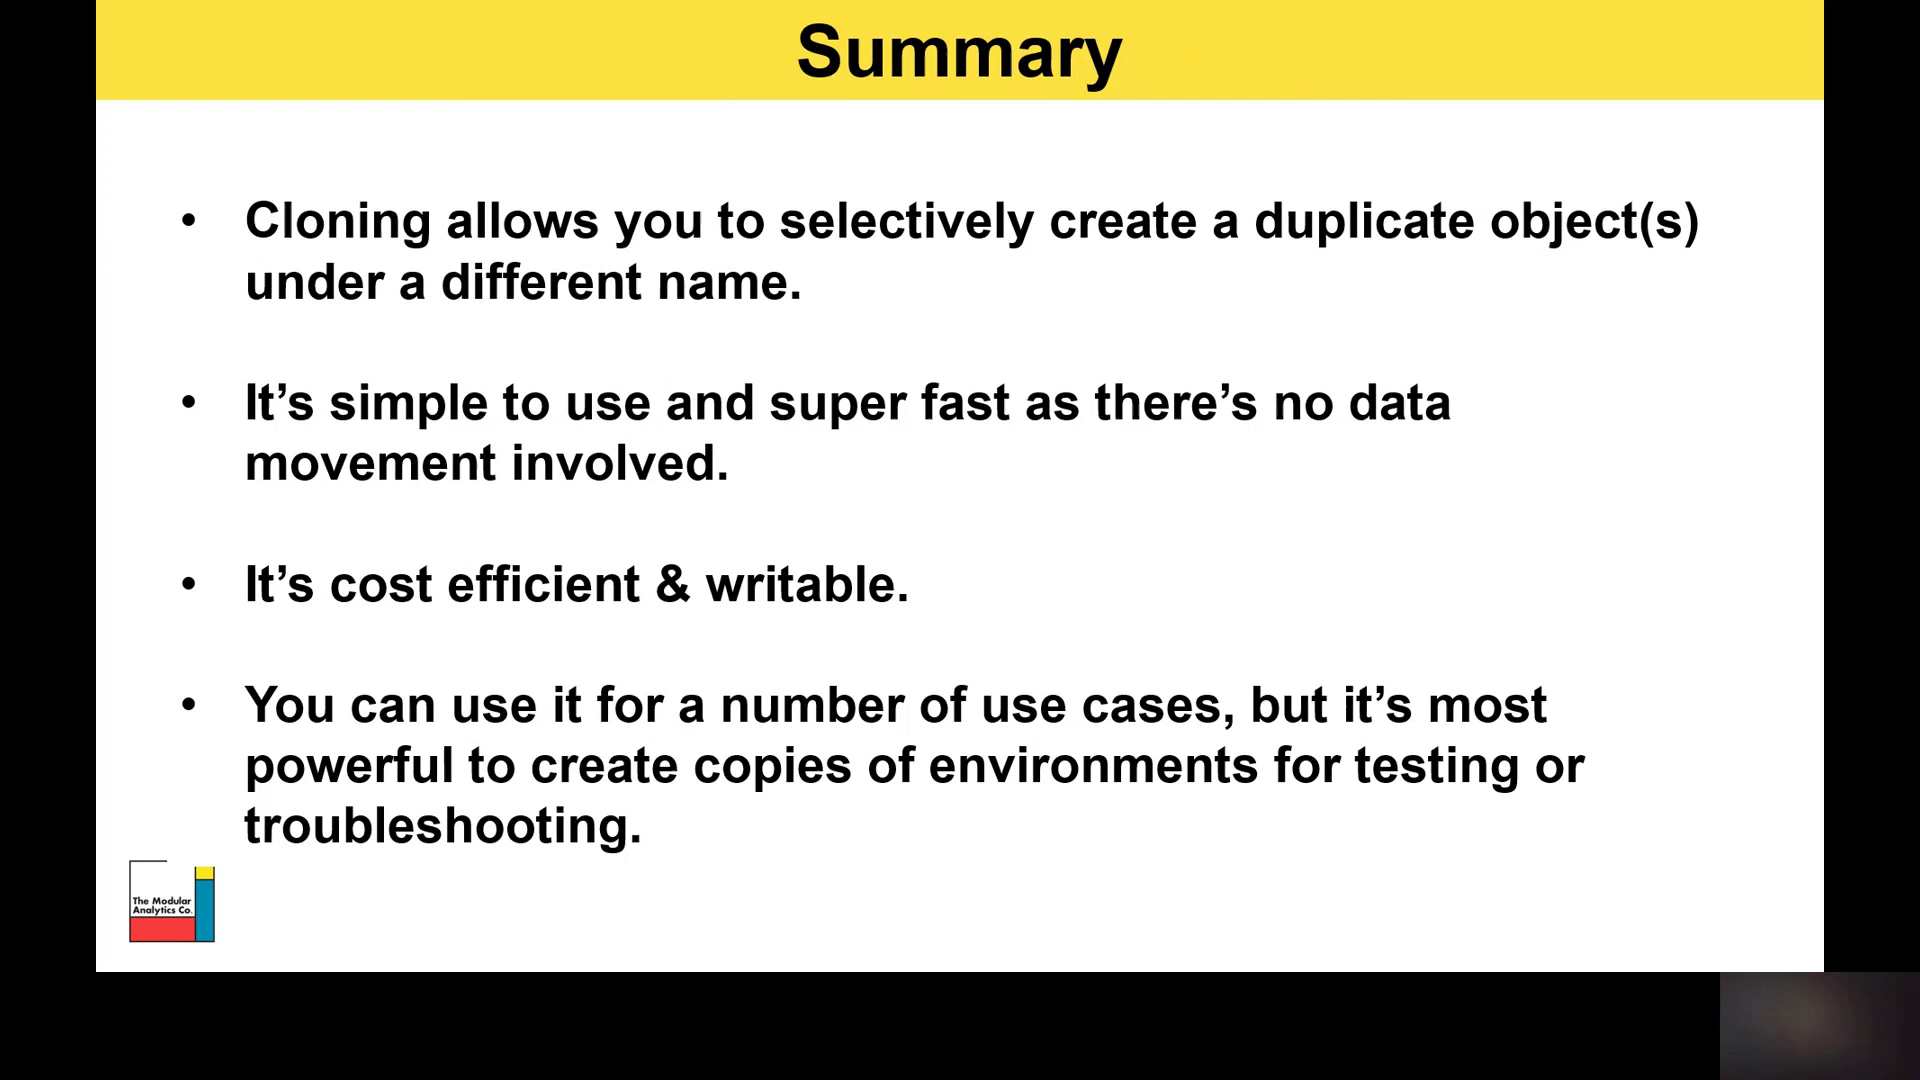 Summary
• Cloning allows you to selectively create a duplicate object(s)
under a different name.
• It’s simple to use and super fast as there’s no data
movement involved.
• It’s cost efficient & writable.
• You can use it for a number of use cases, but it’s most
powerful to create copies of environments for testing or
troubleshooting.
The Modular
Analytics Co.